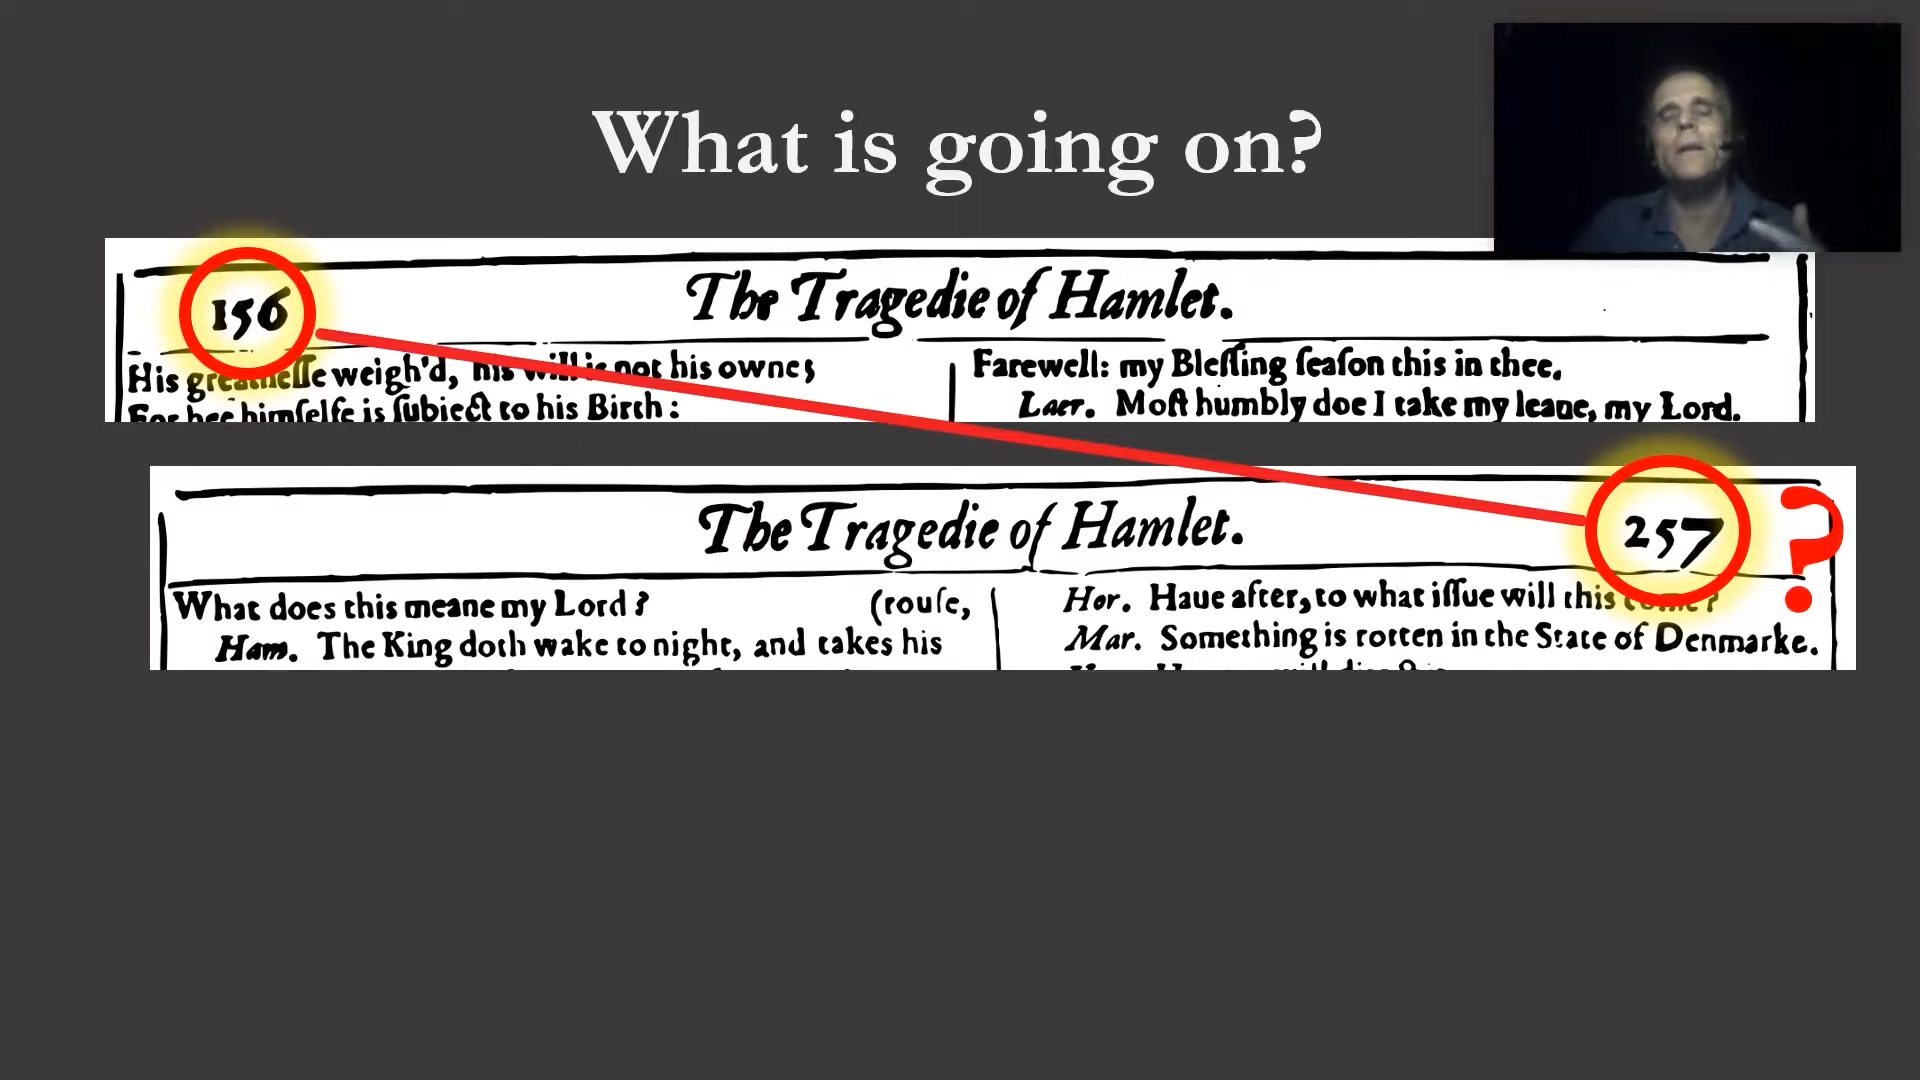 What is going on?
156
The Tragedie of Hamlet.
His greatnesse weigh'd, his will is not his owne;
For hee himſelfe is ſubiect to his Birth:
Farewell: my Bleſſing ſeaſon this in thee.
Laer. Moſt humbly doe I take my leaue, my Lord.
The Tragedie of Hamlet.
257
?
What does this meane my Lord?
(rouſe,
Ham. The King doth wake to night, and takes his
Hor. Haue after, to what iſſue will this come?
Mar. Something is rotten in the State of Denmarke.